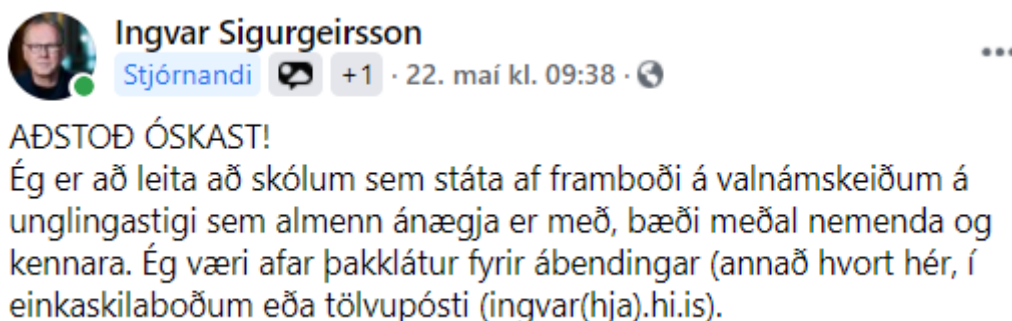 Ingvar Sigurgeirsson
Stjórnandi +1 · 22. maí kl. 09:38 ·
AÐSTOÐ ÓSKAST!
Ég er að leita að skólum sem státa af framboði á valnámskeiðum á
unglingastigi sem almenn ánægja er með, bæði meðal nemenda og
kennara. Ég væri afar þakklátur fyrir ábendingar (annað hvort hér, í
einkaskilaboðum eða tölvupósti (ingvar(hja).hi.is).